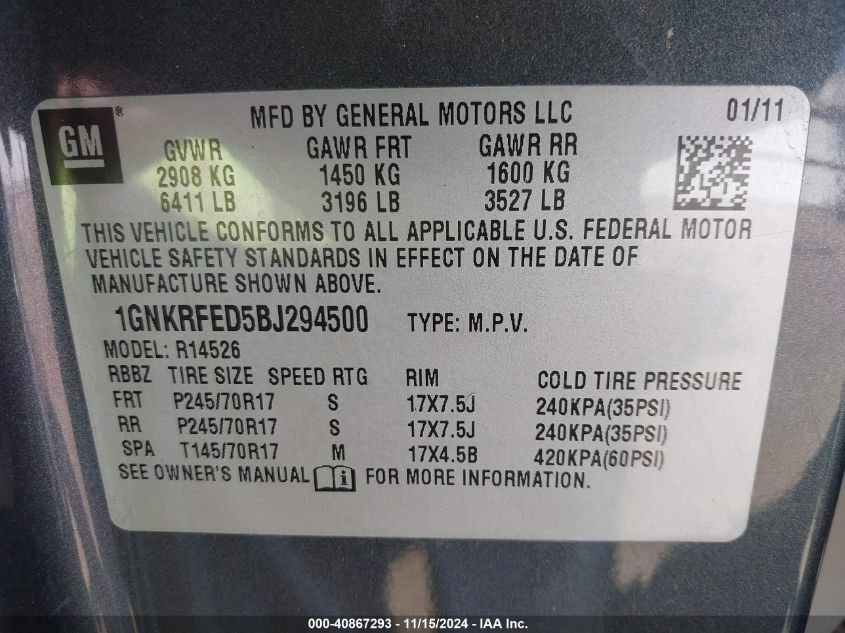 GM®
MFD BY GENERAL MOTORS LLC 01/11
GVWR GAWR FRT GAWR RR
2908 KG 1450 KG 1600 KG
6411 LB 3196 LB 3527 LB
THIS VEHICLE CONFORMS TO ALL APPLICABLE U.S. FEDERAL MOTOR
VEHICLE SAFETY STANDARDS IN EFFECT ON THE DATE OF
MANUFACTURE SHOWN ABOVE.
1GNKRFED5BJ294500 TYPE: M.P.V.
MODEL: R14526
RBBZ TIRE SIZE SPEED RTG RIM COLD TIRE PRESSURE
FRT P245/70R17 S 17X7.5J 240KPA(35PSI)
RR P245/70R17 S 17X7.5J 240KPA(35PSI)
SPA T145/70R17 M 17X4.5B 420KPA(60PSI)
SEE OWNER'S MANUAL i FOR MORE INFORMATION.
000-40867293 - 11/15/2024 - IAA Inc.